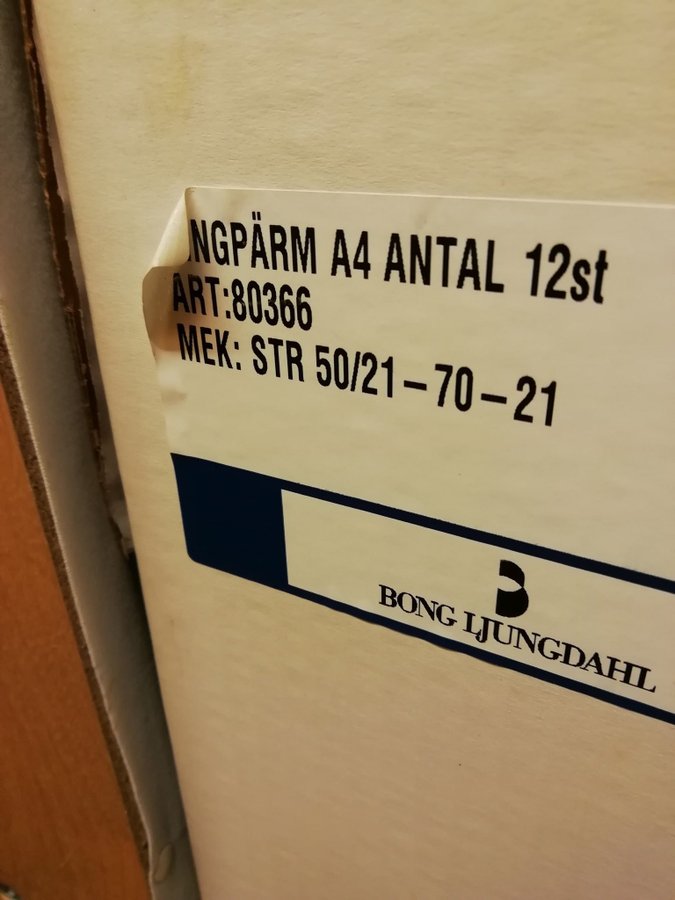 NGPÄRM A4 ANTAL 12st
ART:80366
MEK: STR 50/21-70-21
BONG LJUNGDAHL